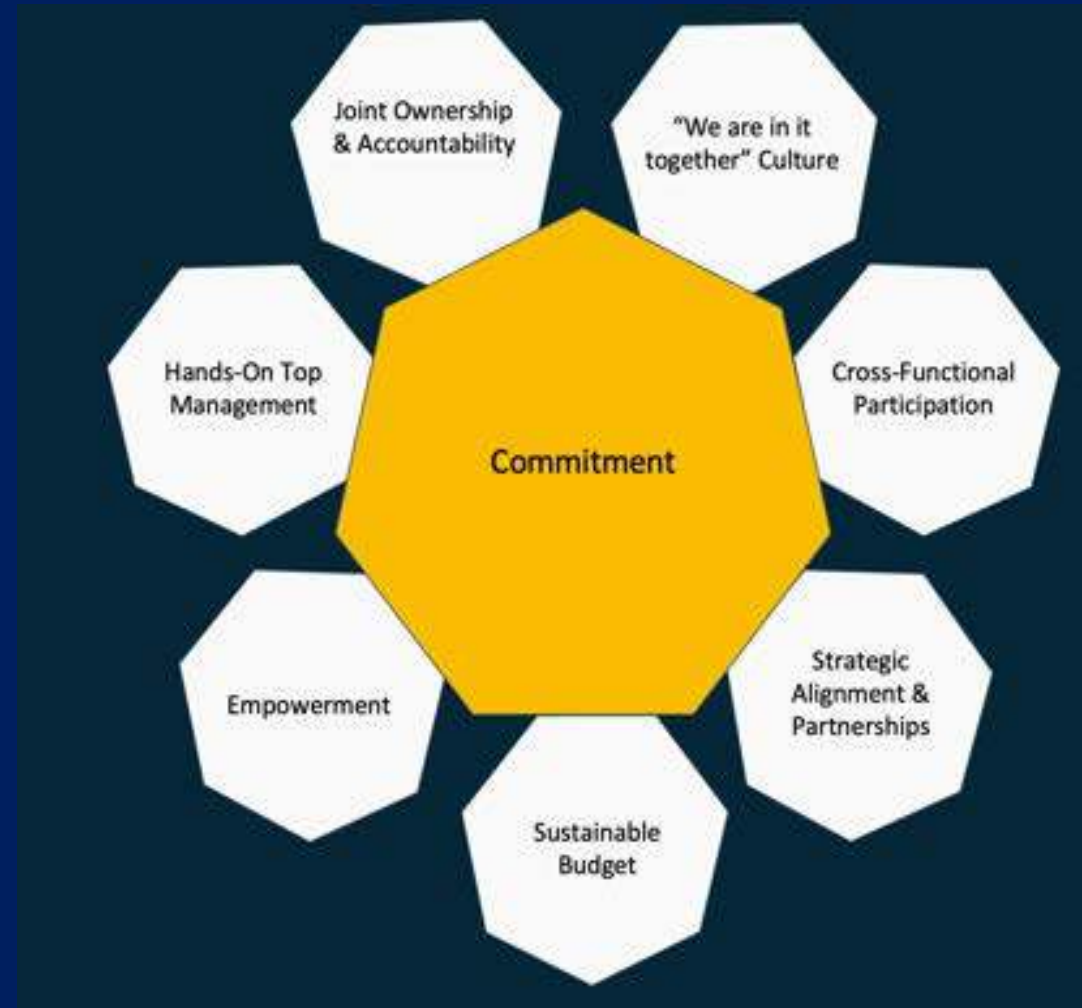 Joint Ownership
& Accountability
“We are in it
together” Culture
Hands-On Top
Management
Cross-Functional
Participation
Commitment
Empowerment
Strategic
Alignment &
Partnerships
Sustainable
Budget